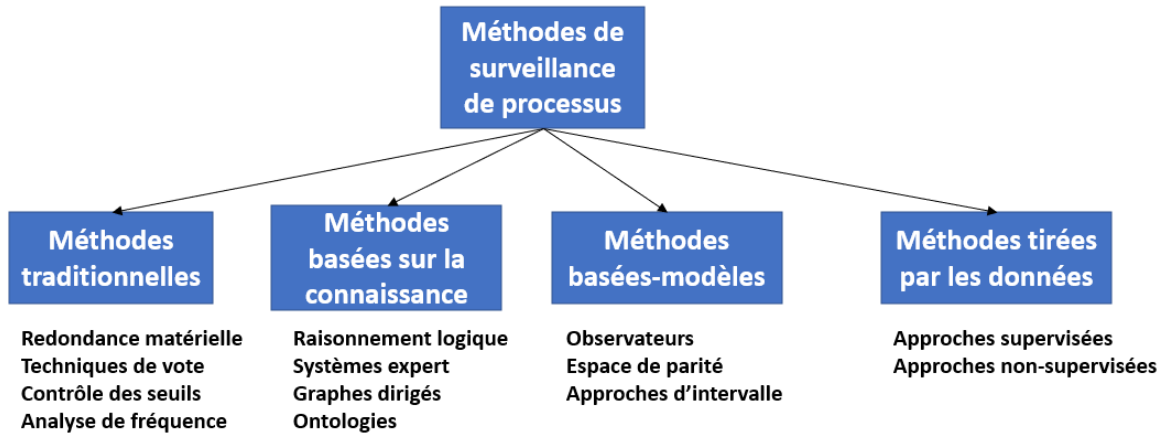 Méthodes de
surveillance
de processus
Méthodes
traditionnelles
Méthodes
basées sur la
connaissance
Méthodes
basées-modèles
Méthodes tirées
par les données
Redondance matérielle
Techniques de vote
Contrôle des seuils
Analyse de fréquence
Raisonnement logique
Systèmes expert
Graphes dirigés
Ontologies
Observateurs
Espace de parité
Approches d'intervalle
Approches supervisées
Approches non-supervisées